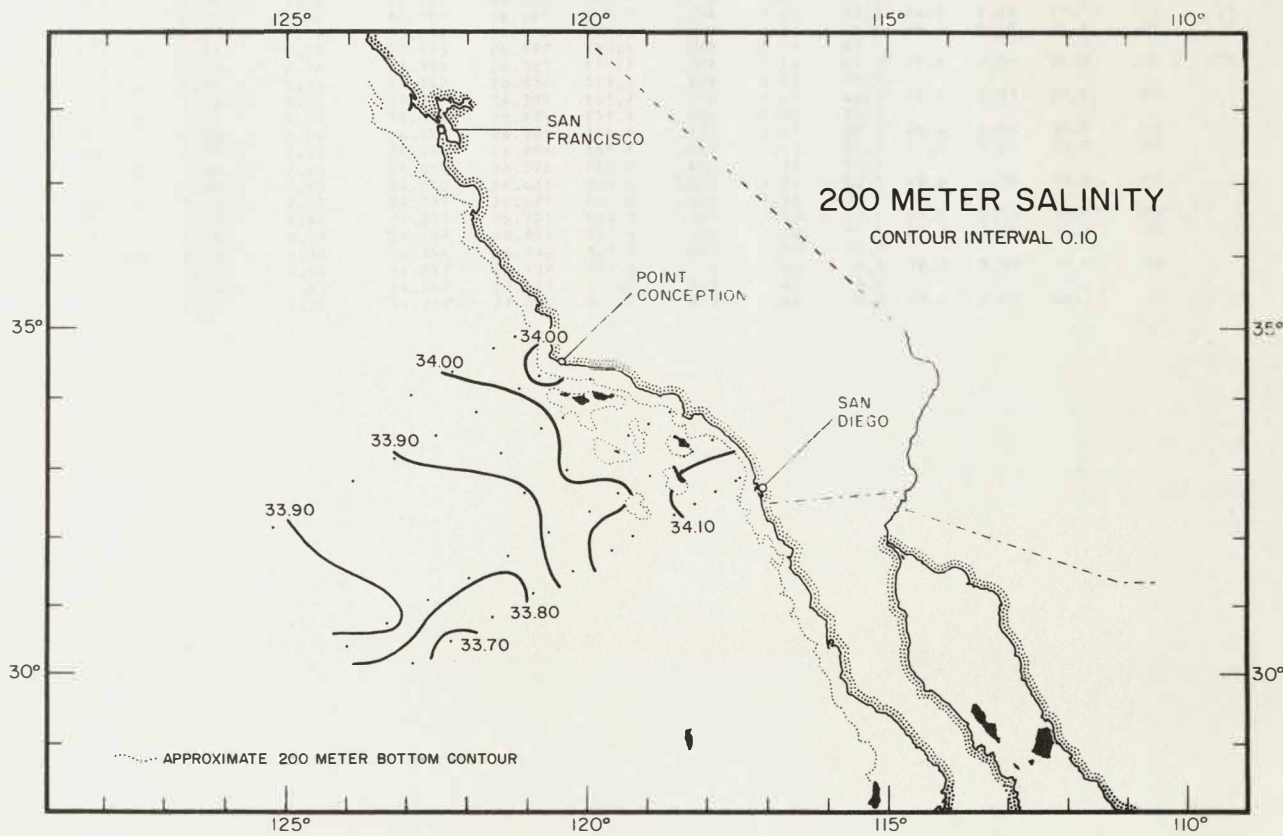 125° 120° 115° 110°
SAN
FRANCISCO
200 METER SALINITY
CONTOUR INTERVAL 0.10
POINT
CONCEPTION
35° 35°
34.00
34.00
SAN
DIEGO
33.90
33.90
34.10
33.80
33.70
30° 30°
APPROXIMATE 200 METER BOTTOM CONTOUR
125° 120° 115° 110°